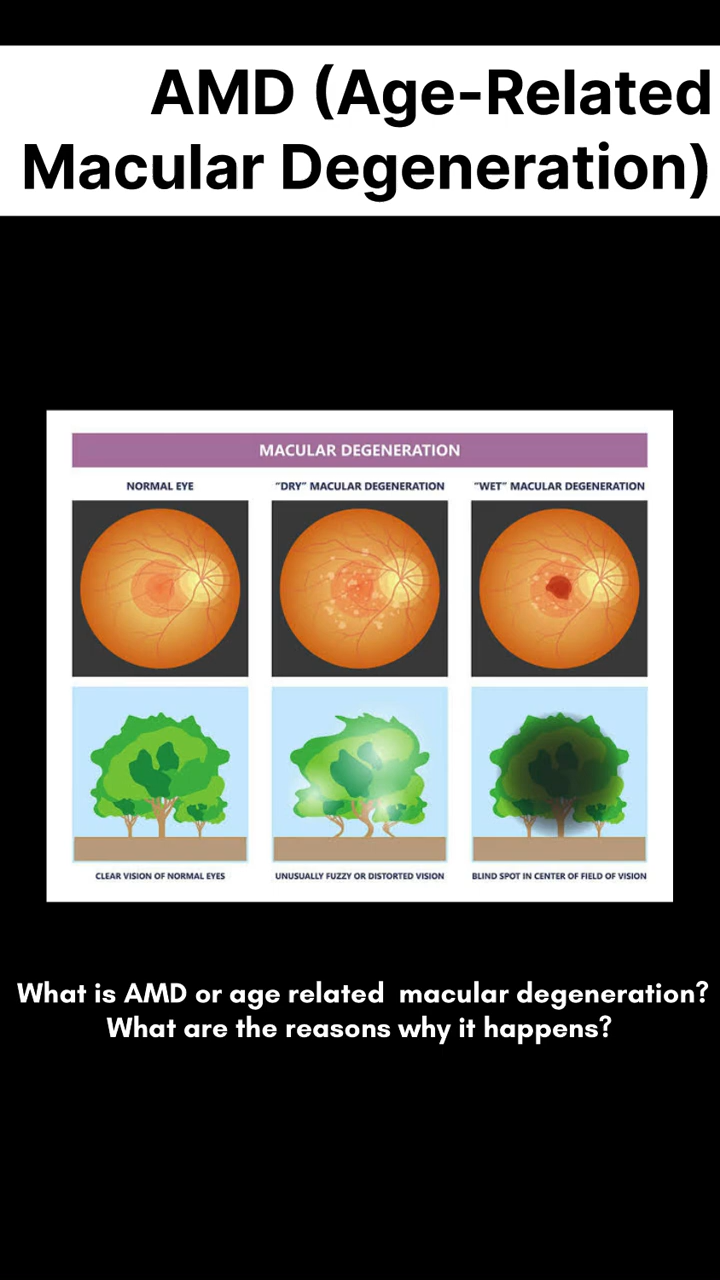 AMD (Age-Related
Macular Degeneration)
MACULAR DEGENERATION
NORMAL EYE
"DRY" MACULAR DEGENERATION
"WET" MACULAR DEGENERATION
CLEAR VISION OF NORMAL EYES
UNUSUALLY FUZZY OR DISTORTED VISION
BLIND SPOT IN CENTER OF FIELD OF VISION
What is AMD or age related  macular degeneration?
What are the reasons why it happens?